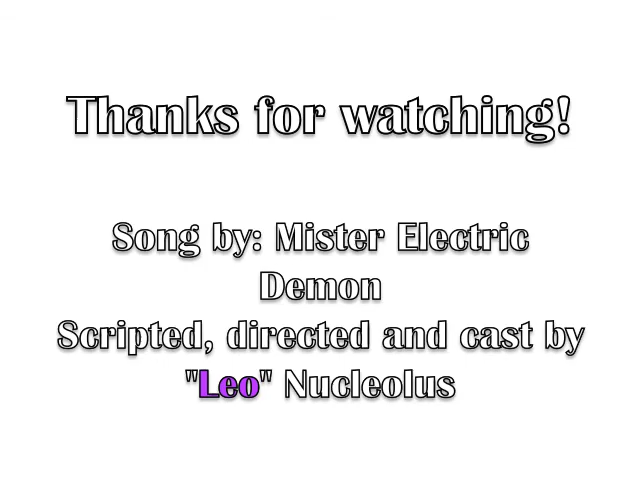 Thanks for watching!
Song by: Mister Electric
Demon
Scripted, directed and cast by
"Leo" Nucleolus